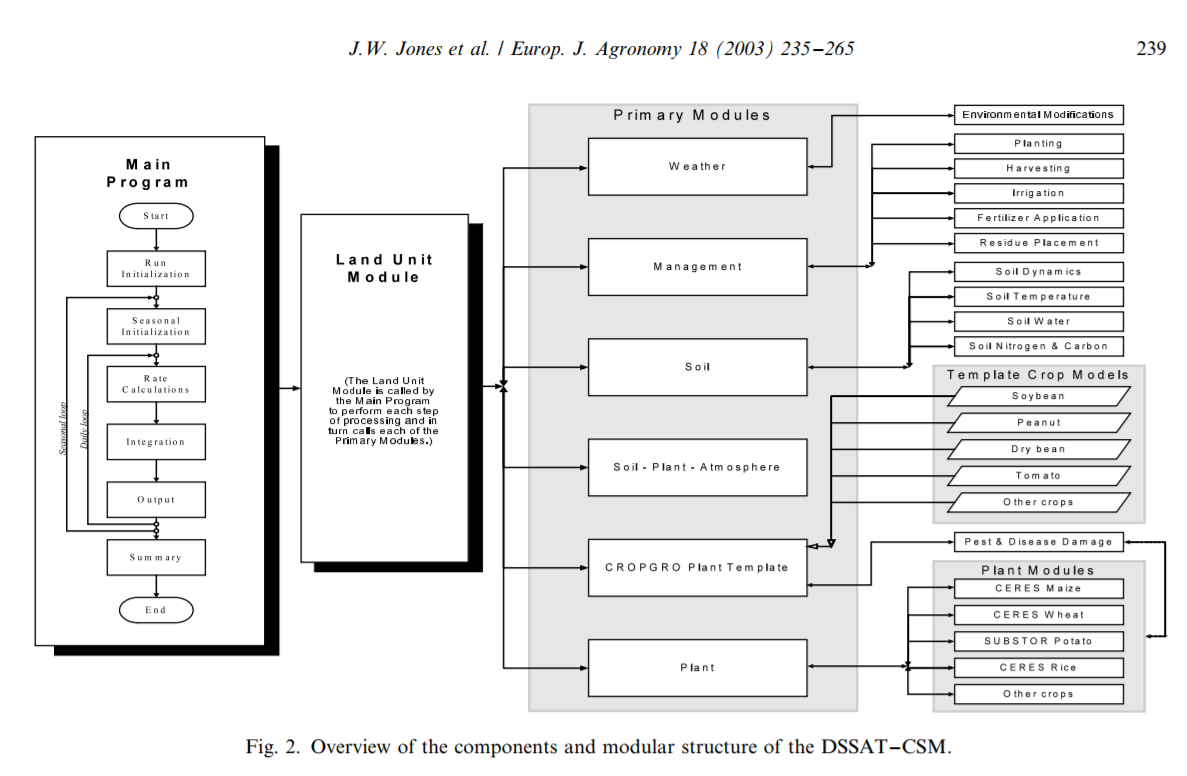 J.W. Jones et al. / Europ. J. Agronomy 18 (2003) 235–265
239
Main
Program
Start
Run
Initialization
Seasonal
Initialization
Rate
Calculations
Integration
Output
Summary
End
Seasonal loop
Daily loop
Land Unit
Module
(The Land Unit
Module is called by
the Main Program
to perform each step
of processing and in
turn calls each of the
Primary Modules.)
Primary Modules
Weather
Management
Soil
Soil - Plant - Atmosphere
CROPGRO Plant Template
Plant
Environmental Modifications
Planting
Harvesting
Irrigation
Fertilizer Application
Residue Placement
Soil Dynamics
Soil Temperature
Soil Water
Soil Nitrogen & Carbon
Template Crop Models
Soybean
Peanut
Dry bean
Tomato
Other crops
Pest & Disease Damage
Plant Modules
CERES Maize
CERES Wheat
SUBSTOR Potato
CERES Rice
Other crops
Fig. 2. Overview of the components and modular structure of the DSSAT–CSM.